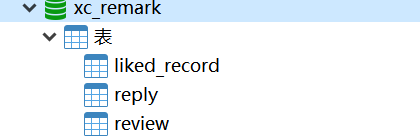 xc_remark
表
liked_record
reply
review